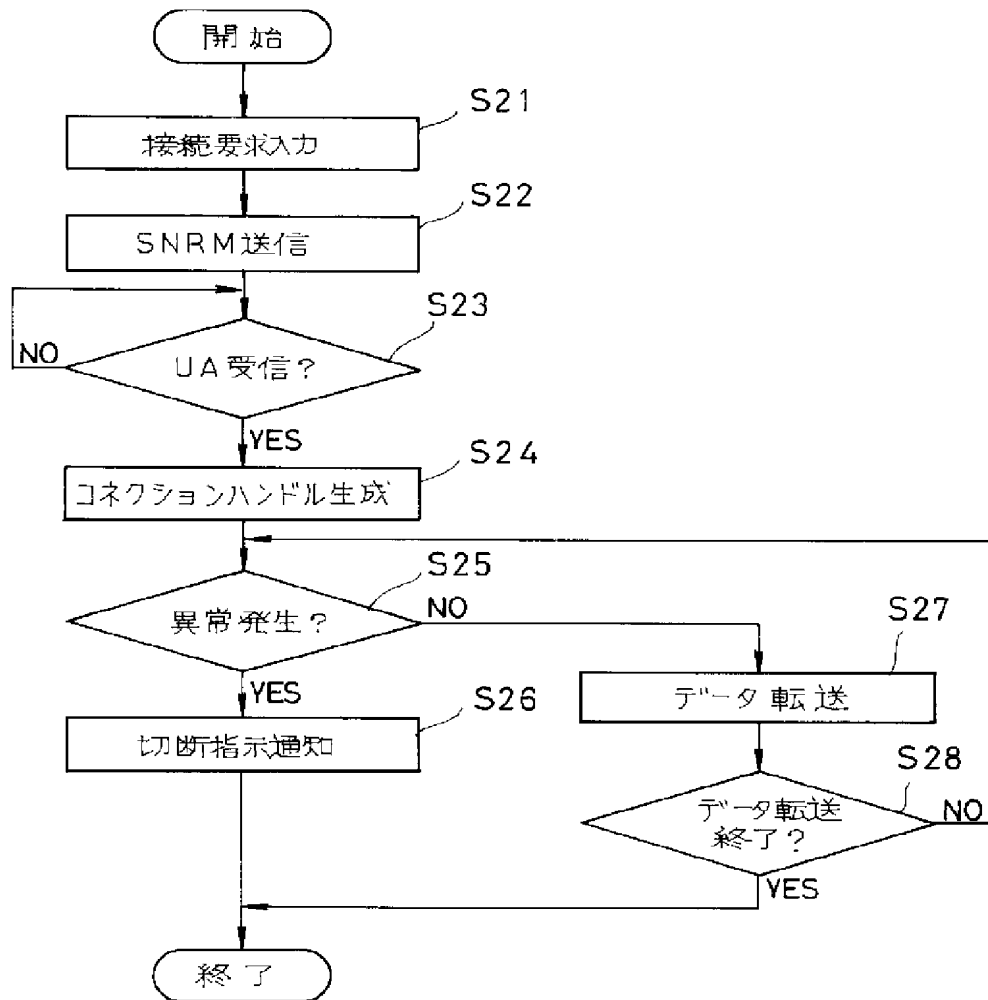 開始
S21
接続要求入力
S22
SNRM送信
S23
UA受信?
NO
YES
S24
コネクションハンドル生成
S25
異常発生?
NO
YES
S26
切断指示通知
S27
データ転送
S28
データ転送
終了?
NO
YES
終了